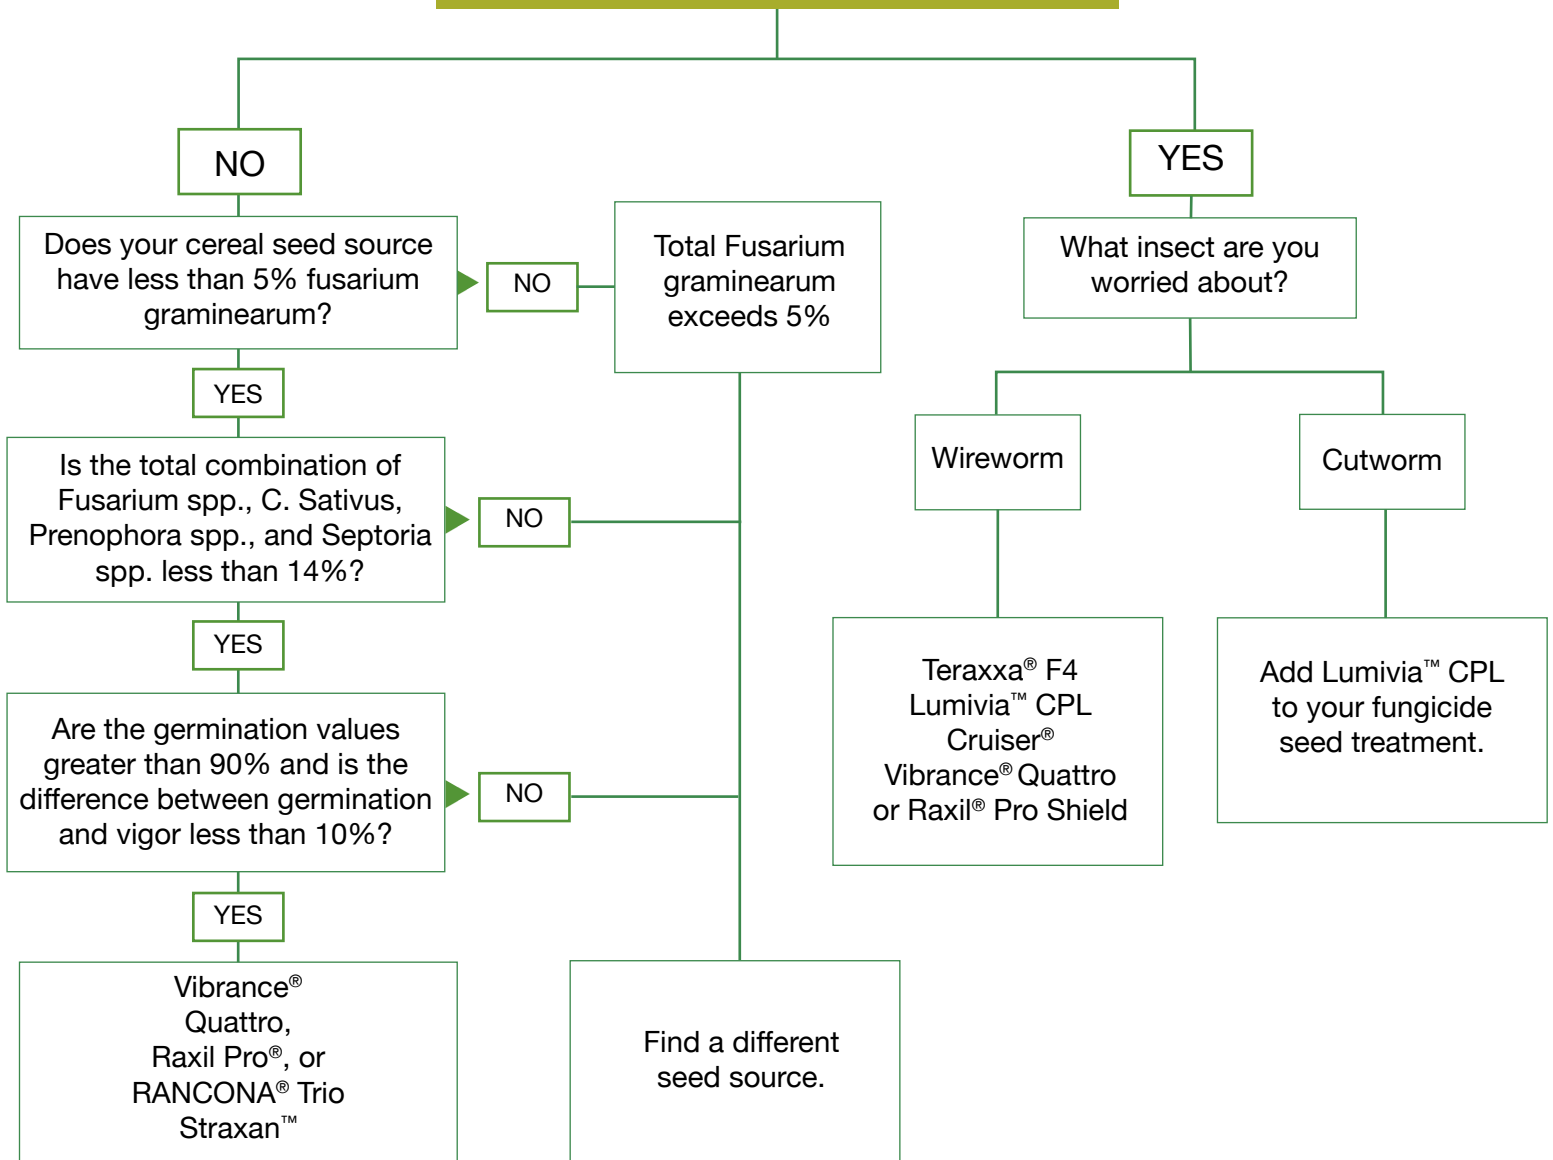 NO
YES
Does your cereal seed source
have less than 5% fusarium
graminearum?
NO
Total Fusarium
graminearum
exceeds 5%
What insect are you
worried about?
YES
Is the total combination of
Fusarium spp., C. Sativus,
Prenophora spp., and Septoria
spp. less than 14%?
NO
Wireworm
Cutworm
YES
Are the germination values
greater than 90% and is the
difference between germination
and vigor less than 10%?
NO
Teraxxa® F4
Lumivia™ CPL
Cruiser®
Vibrance® Quattro
or Raxil® Pro Shield
Add Lumivia™ CPL
to your fungicide
seed treatment.
YES
Vibrance®
Quattro,
Raxil Pro®, or
RANCONA® Trio
Straxan™
Find a different
seed source.